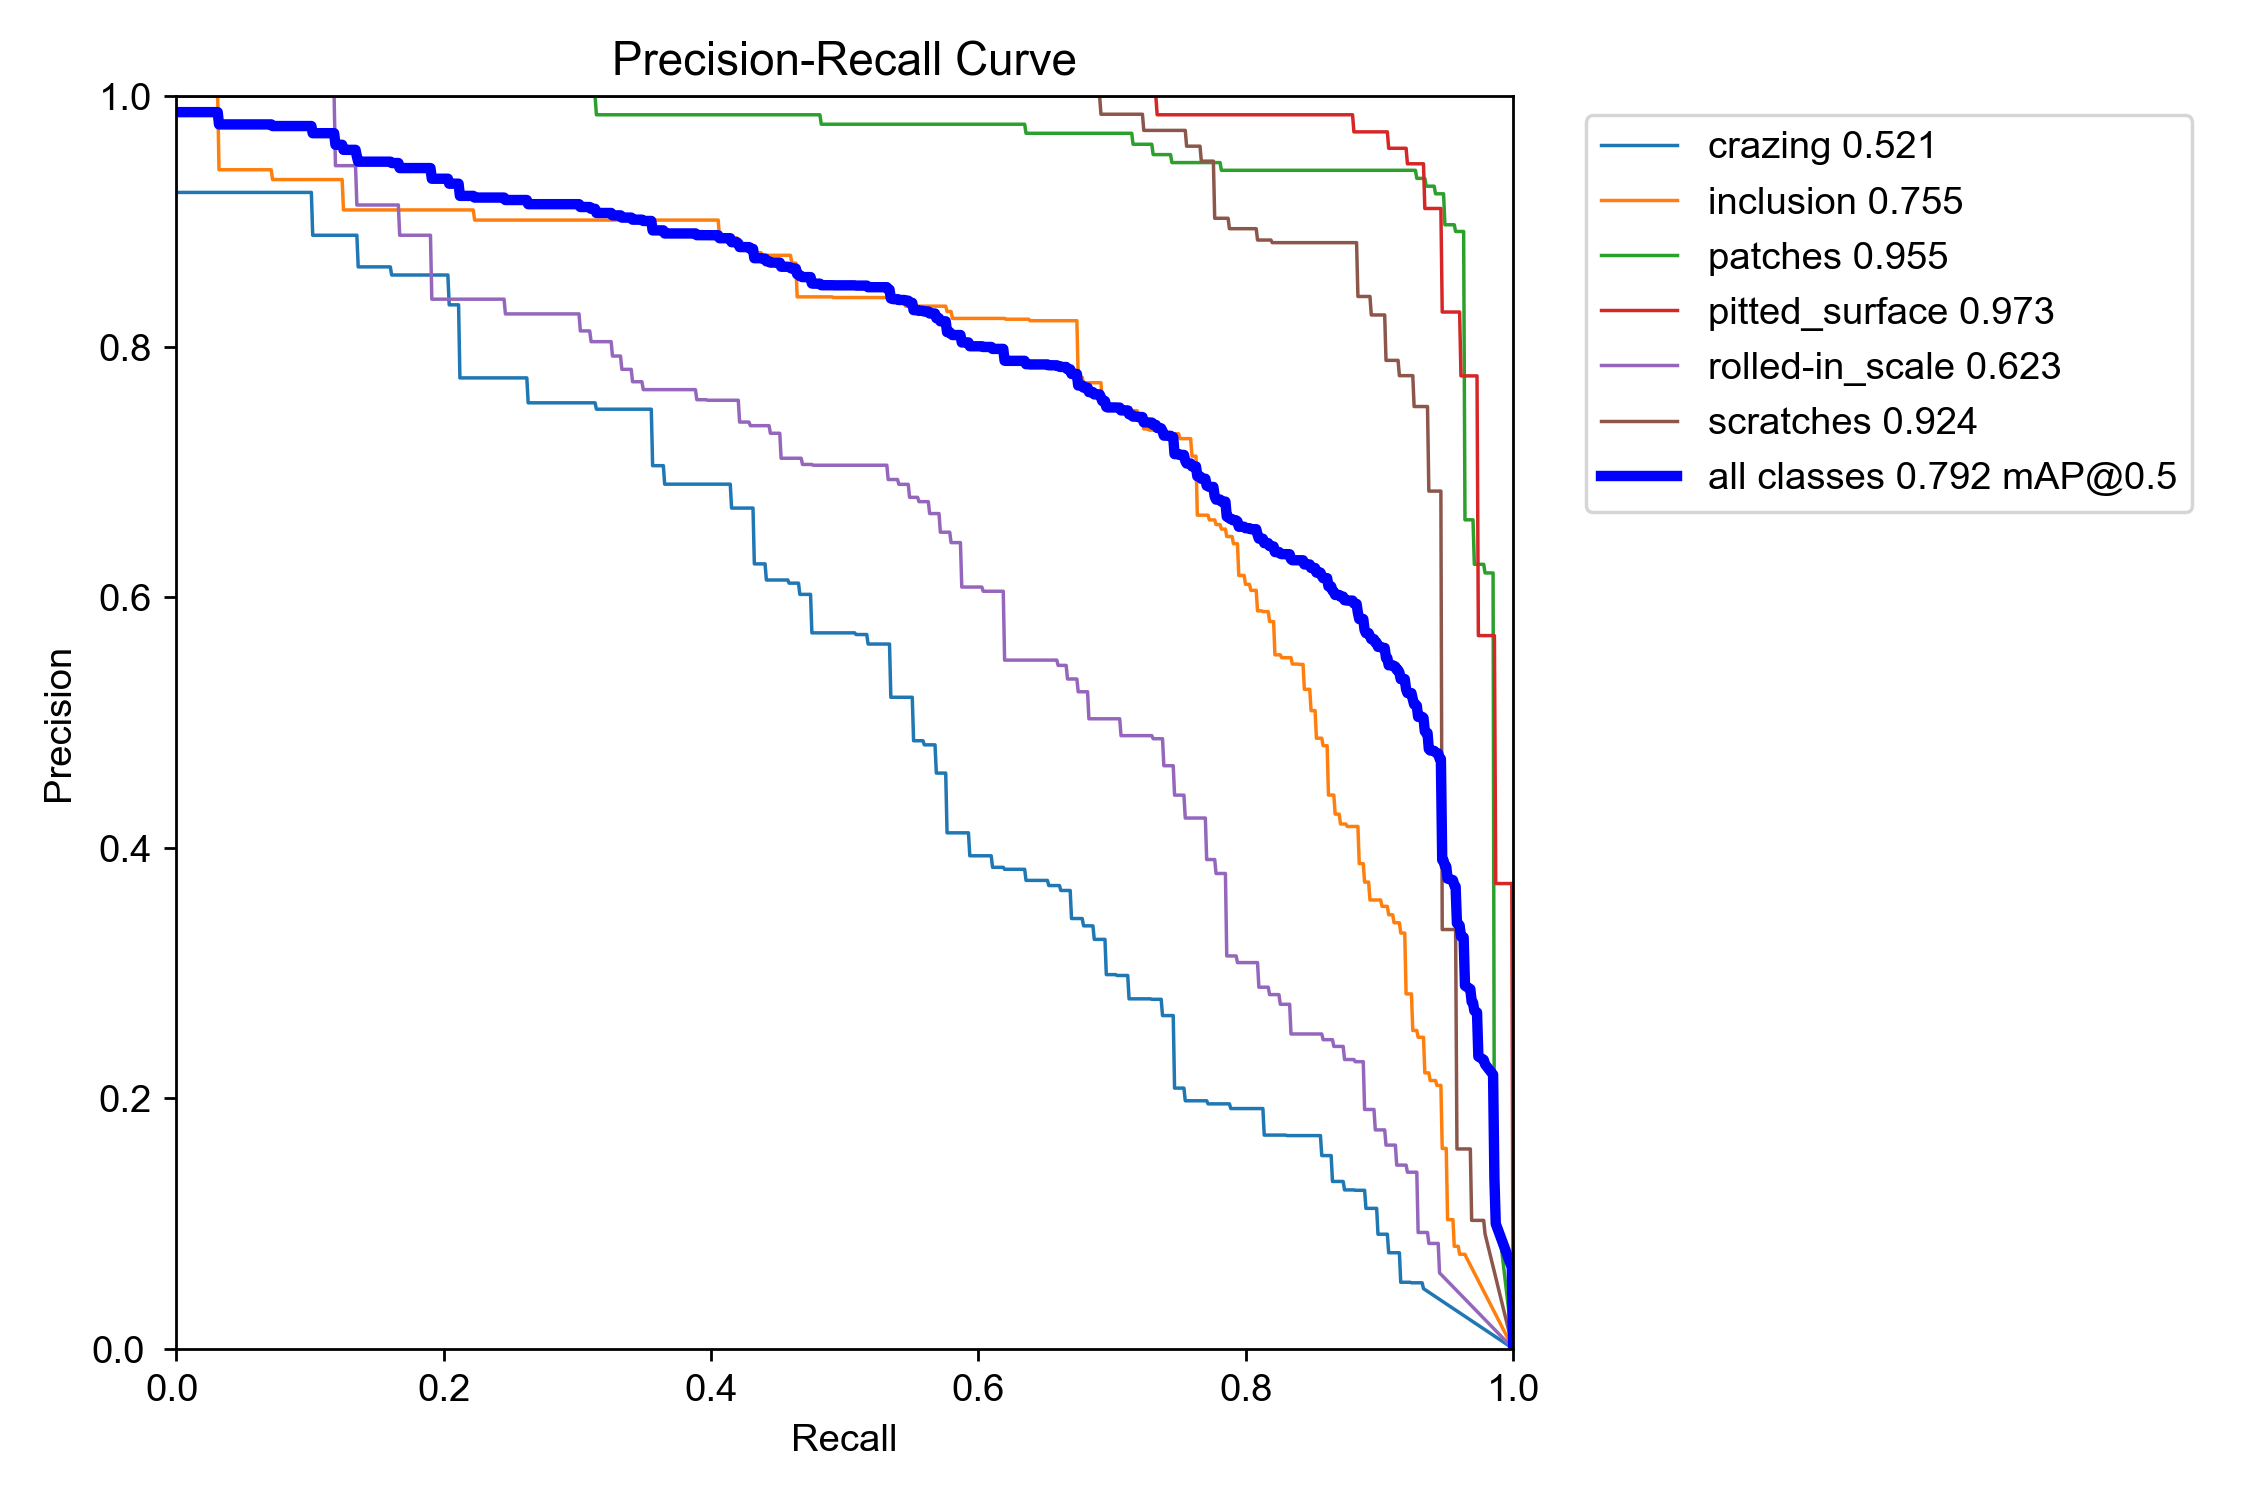 Precision-Recall Curve
1.0
0.8
0.6
0.4
0.2
0.0
Precision
0.0 0.2 0.4 0.6 0.8 1.0
Recall
crazing 0.521
inclusion 0.755
patches 0.955
pitted_surface 0.973
rolled-in_scale 0.623
scratches 0.924
all classes 0.792 mAP@0.5